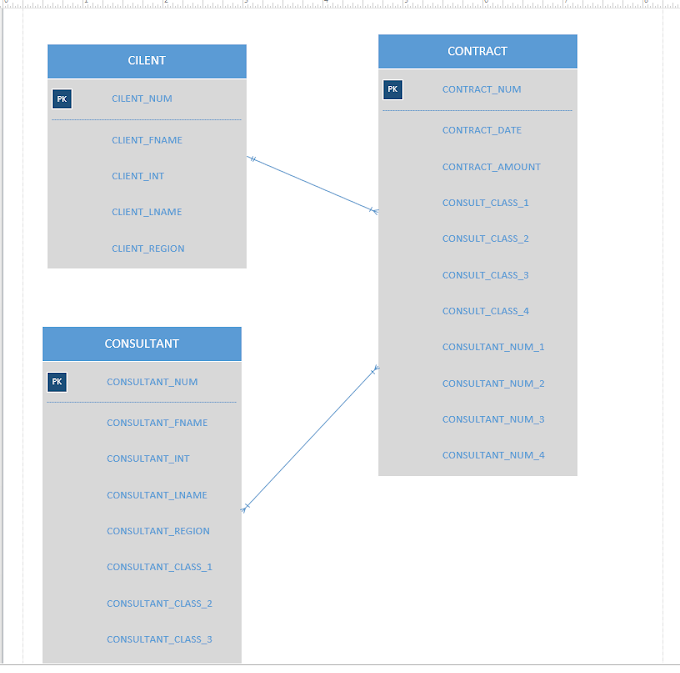 CILENT
PK CILENT_NUM
CLIENT_FNAME
CLIENT_INT
CLIENT_LNAME
CLIENT_REGION
CONTRACT
PK CONTRACT_NUM
CONTRACT_DATE
CONTRACT_AMOUNT
CONSULT_CLASS_1
CONSULT_CLASS_2
CONSULT_CLASS_3
CONSULT_CLASS_4
CONSULTANT_NUM_1
CONSULTANT_NUM_2
CONSULTANT_NUM_3
CONSULTANT_NUM_4
CONSULTANT
PK CONSULTANT_NUM
CONSULTANT_FNAME
CONSULTANT_INT
CONSULTANT_LNAME
CONSULTANT_REGION
CONSULTANT_CLASS_1
CONSULTANT_CLASS_2
CONSULTANT_CLASS_3